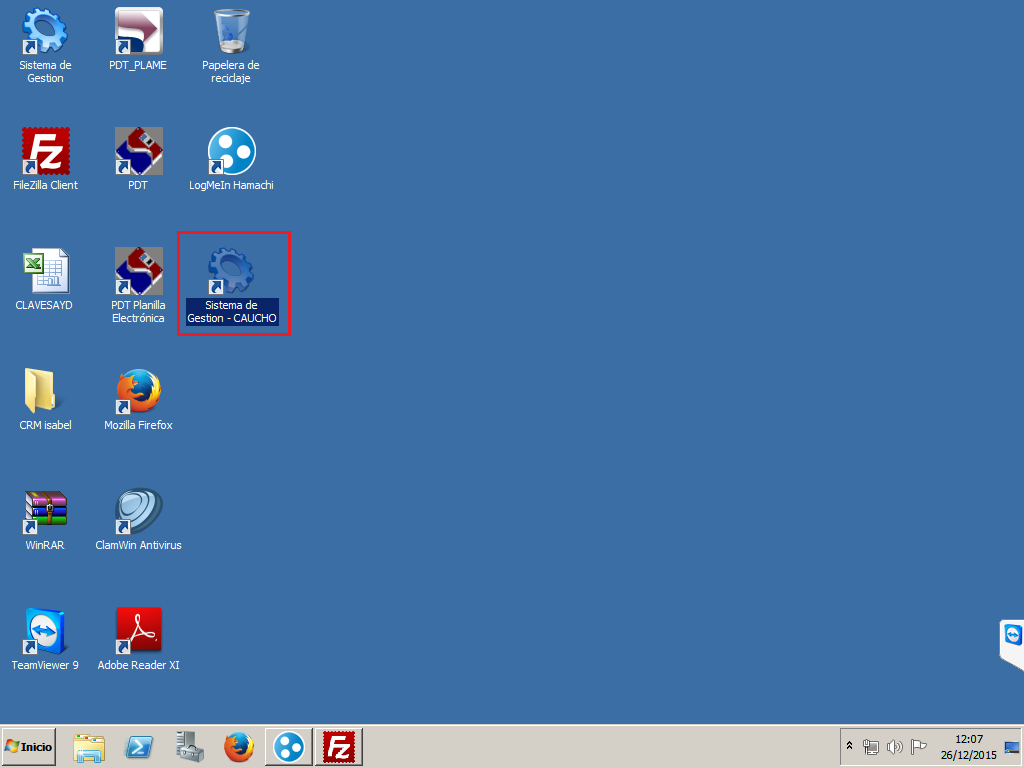 Sistema de
Gestion
PDT_PLAME
Papelera de
reciclaje
FileZilla Client
PDT
LogMeIn Hamachi
CLAVESAYD
PDT Planilla
Electrónica
Sistema de
Gestion - CAUCHO
CRM isabel
Mozilla Firefox
WinRAR
ClamWin Antivirus
TeamViewer 9
Adobe Reader XI
Inicio
12:07
26/12/2015